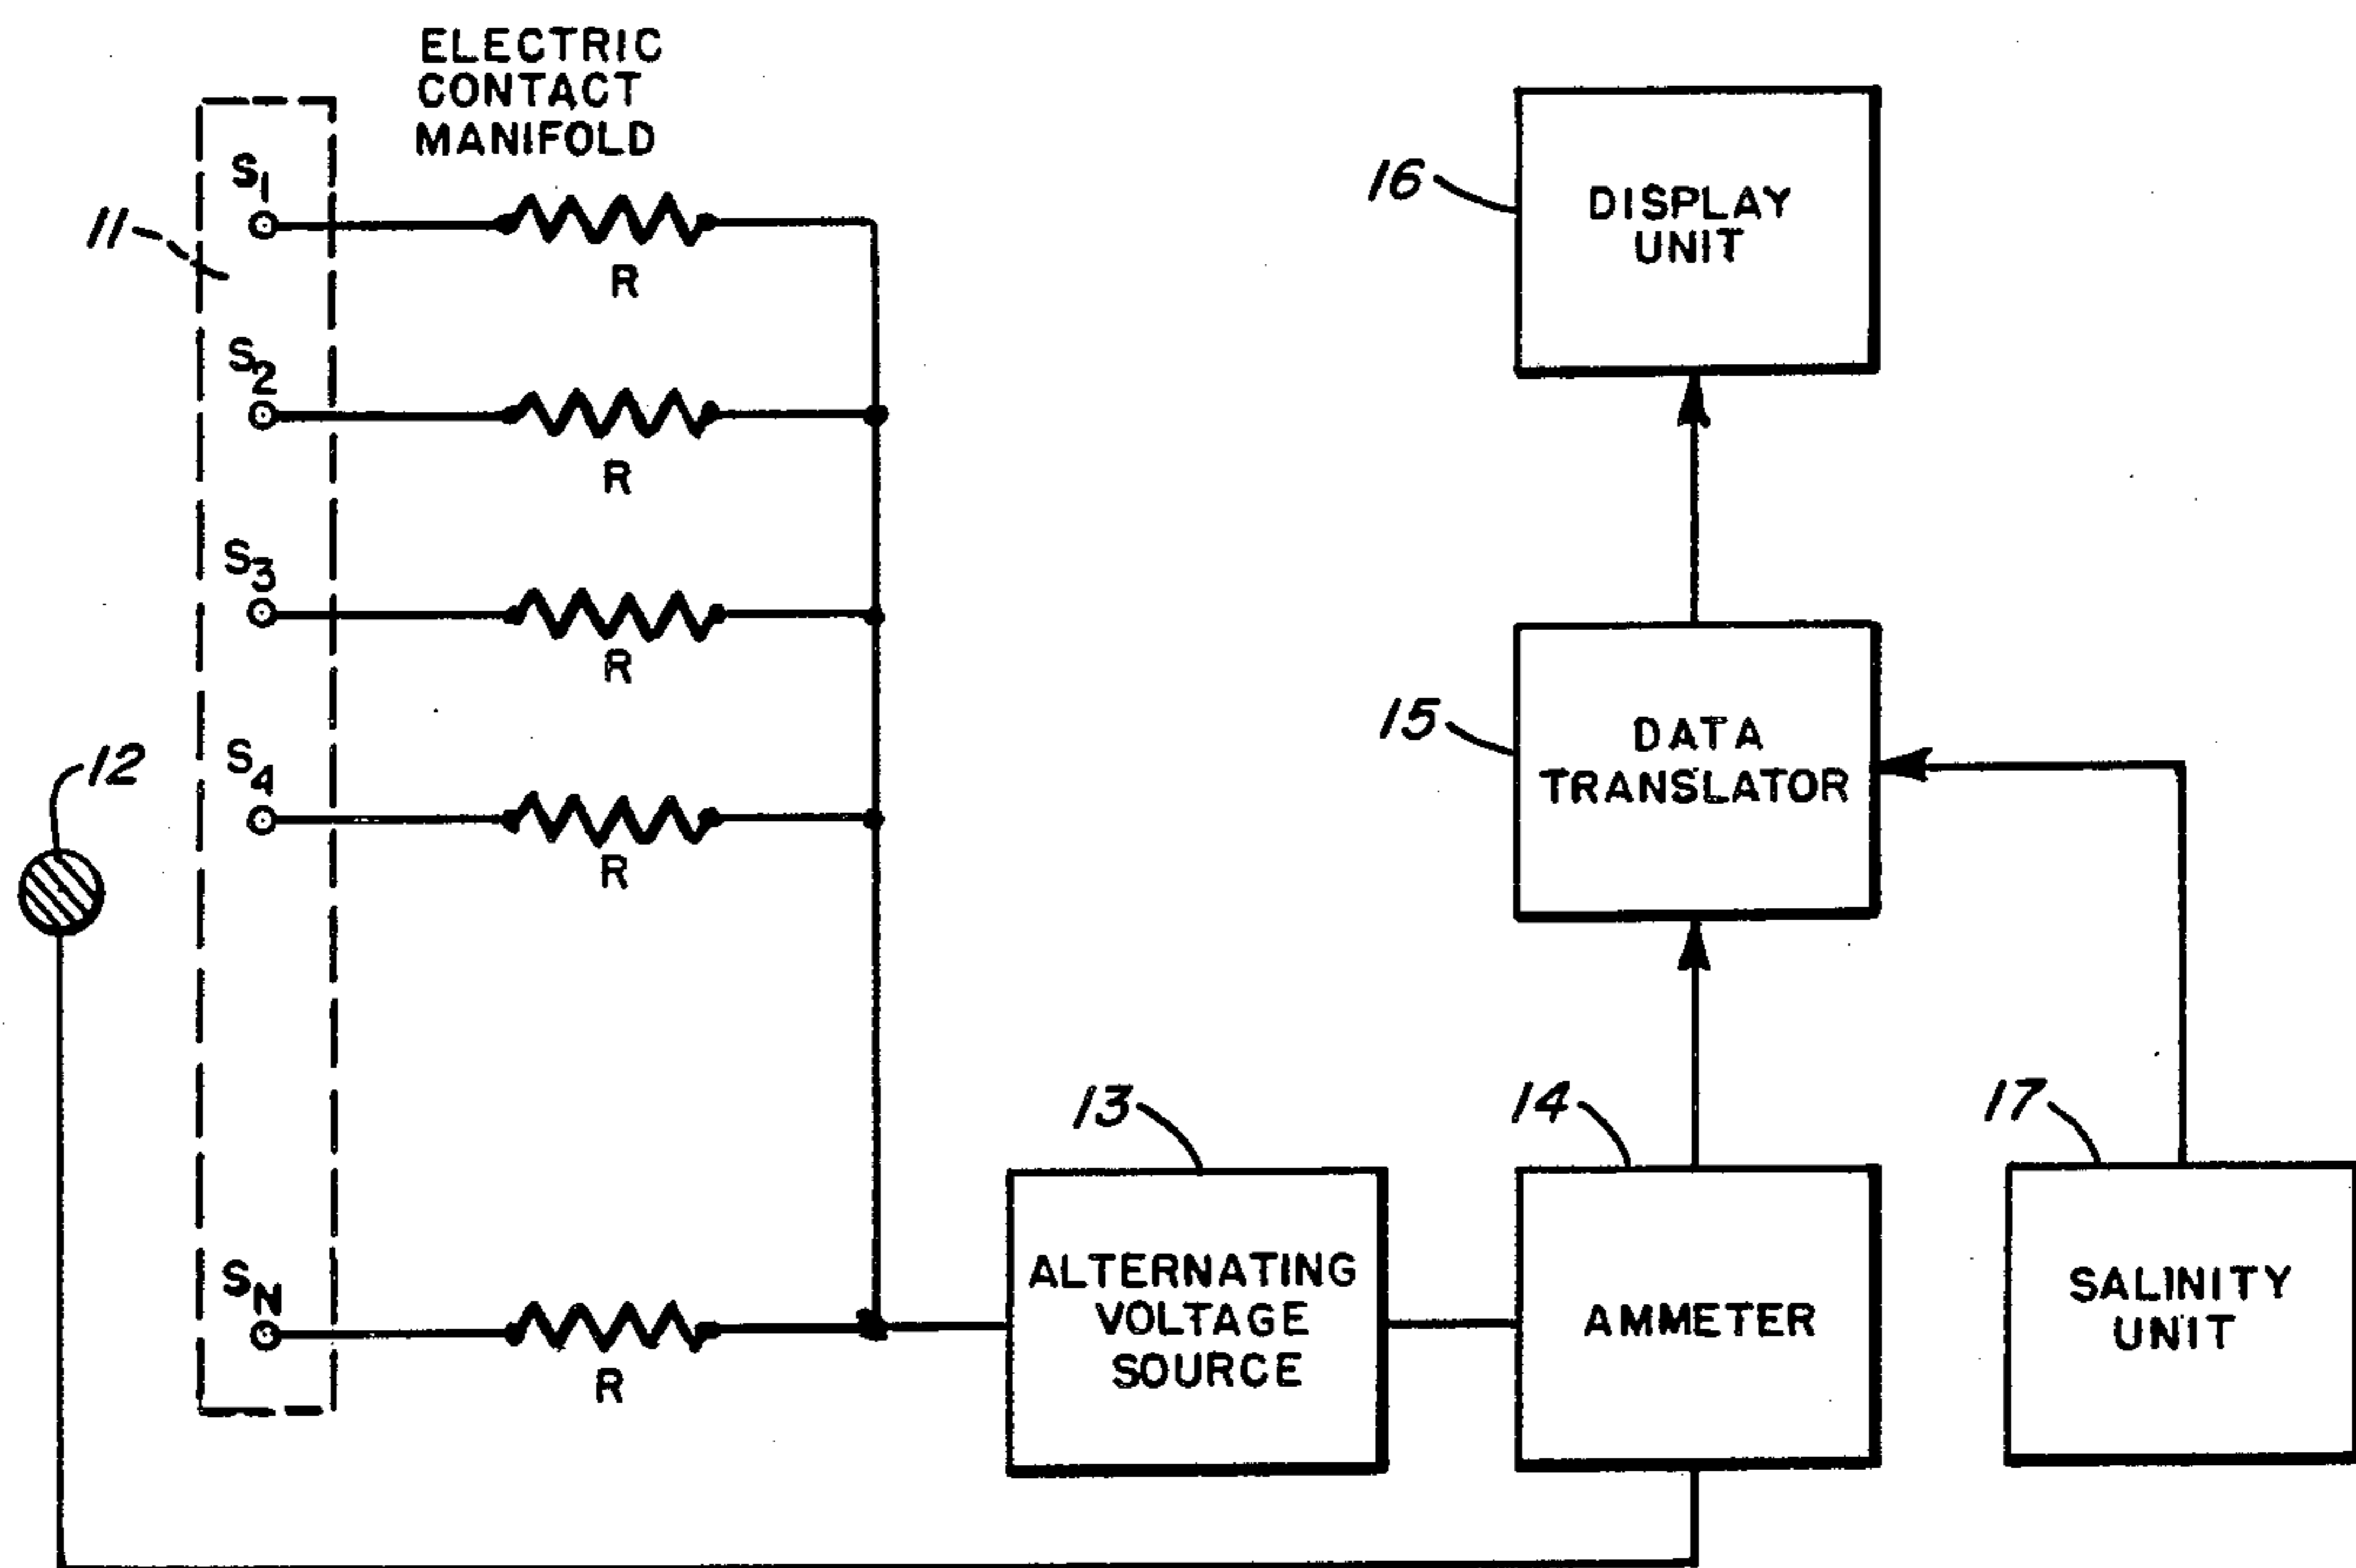 ELECTRIC
CONTACT
MANIFOLD
11
S1
R
S2
R
S3
R
S4
R
12
SN
R
16
DISPLAY
UNIT
15
DATA
TRANSLATOR
13
ALTERNATING
VOLTAGE
SOURCE
14
AMMETER
17
SALINITY
UNIT